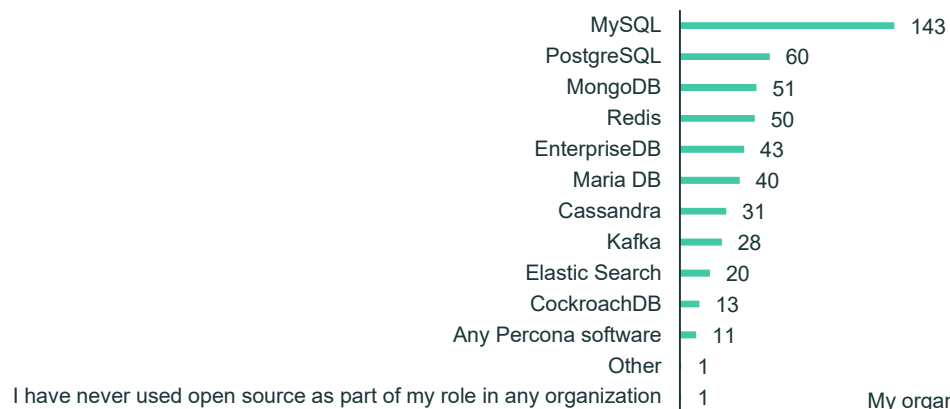 MySQL 143
PostgreSQL 60
MongoDB 51
Redis 50
EnterpriseDB 43
Maria DB 40
Cassandra 31
Kafka 28
Elastic Search 20
CockroachDB 13
Any Percona software 11
Other 1
I have never used open source as part of my role in any organization 1
My organ